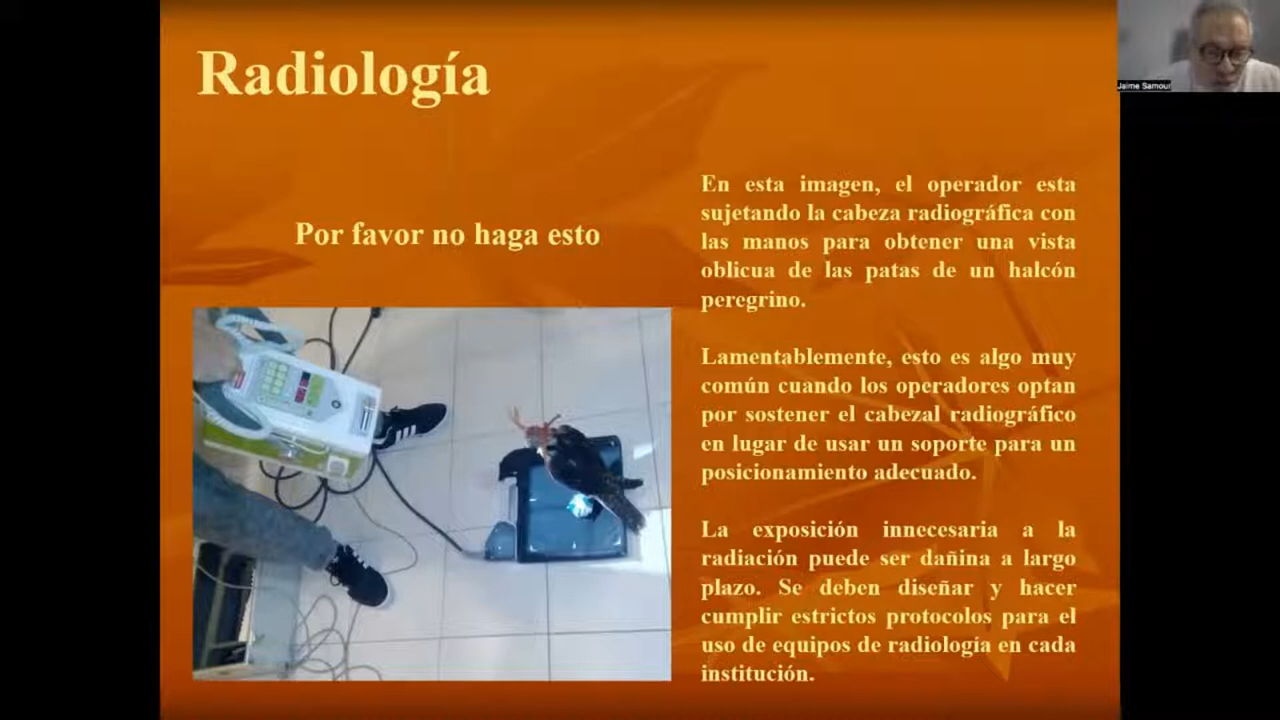 Radiología
Por favor no haga esto
En esta imagen, el operador esta
sujetando la cabeza radiográfica con
las manos para obtener una vista
oblicua de las patas de un halcón
peregrino.
Lamentablemente, esto es algo muy
común cuando los operadores optan
por sostener el cabezal radiográfico
en lugar de usar un soporte para un
posicionamiento adecuado.
La exposición innecesaria a la
radiación puede ser dañina a largo
plazo. Se deben diseñar y hacer
cumplir estrictos protocolos para el
uso de equipos de radiología en cada
institución.
Jaime Samour